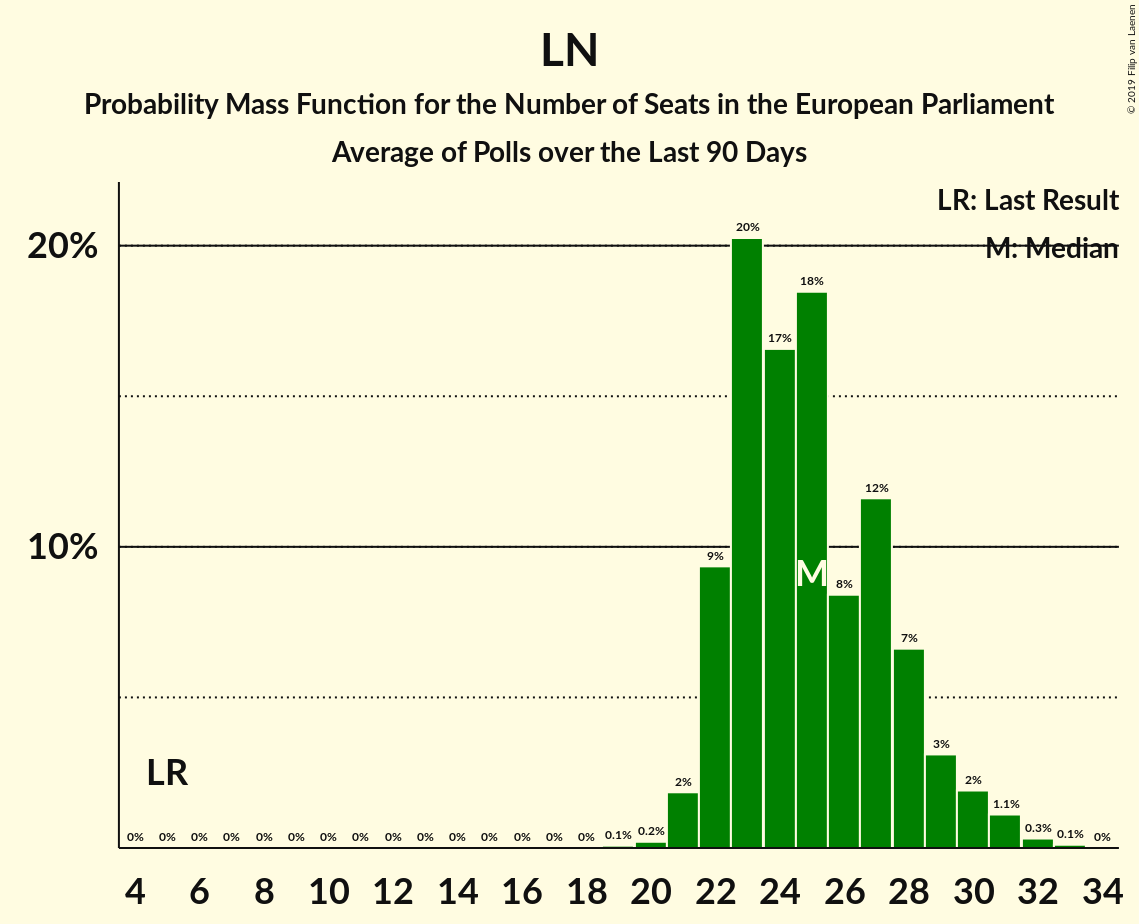 LN
Probability Mass Function for the Number of Seats in the European Parliament
Average of Polls over the Last 90 Days
© 2019 Filip van Laenen
LR: Last Result
M: Median
20%
10%
20%
18%
17%
12%
9%
M
8%
7%
3%
LR
2%
2%
1.1%
0% 0% 0% 0% 0% 0% 0% 0% 0% 0% 0% 0% 0% 0% 0% 0.1% 0.2% 0.3% 0.1% 0%
4 6 8 10 12 14 16 18 20 22 24 26 28 30 32 34